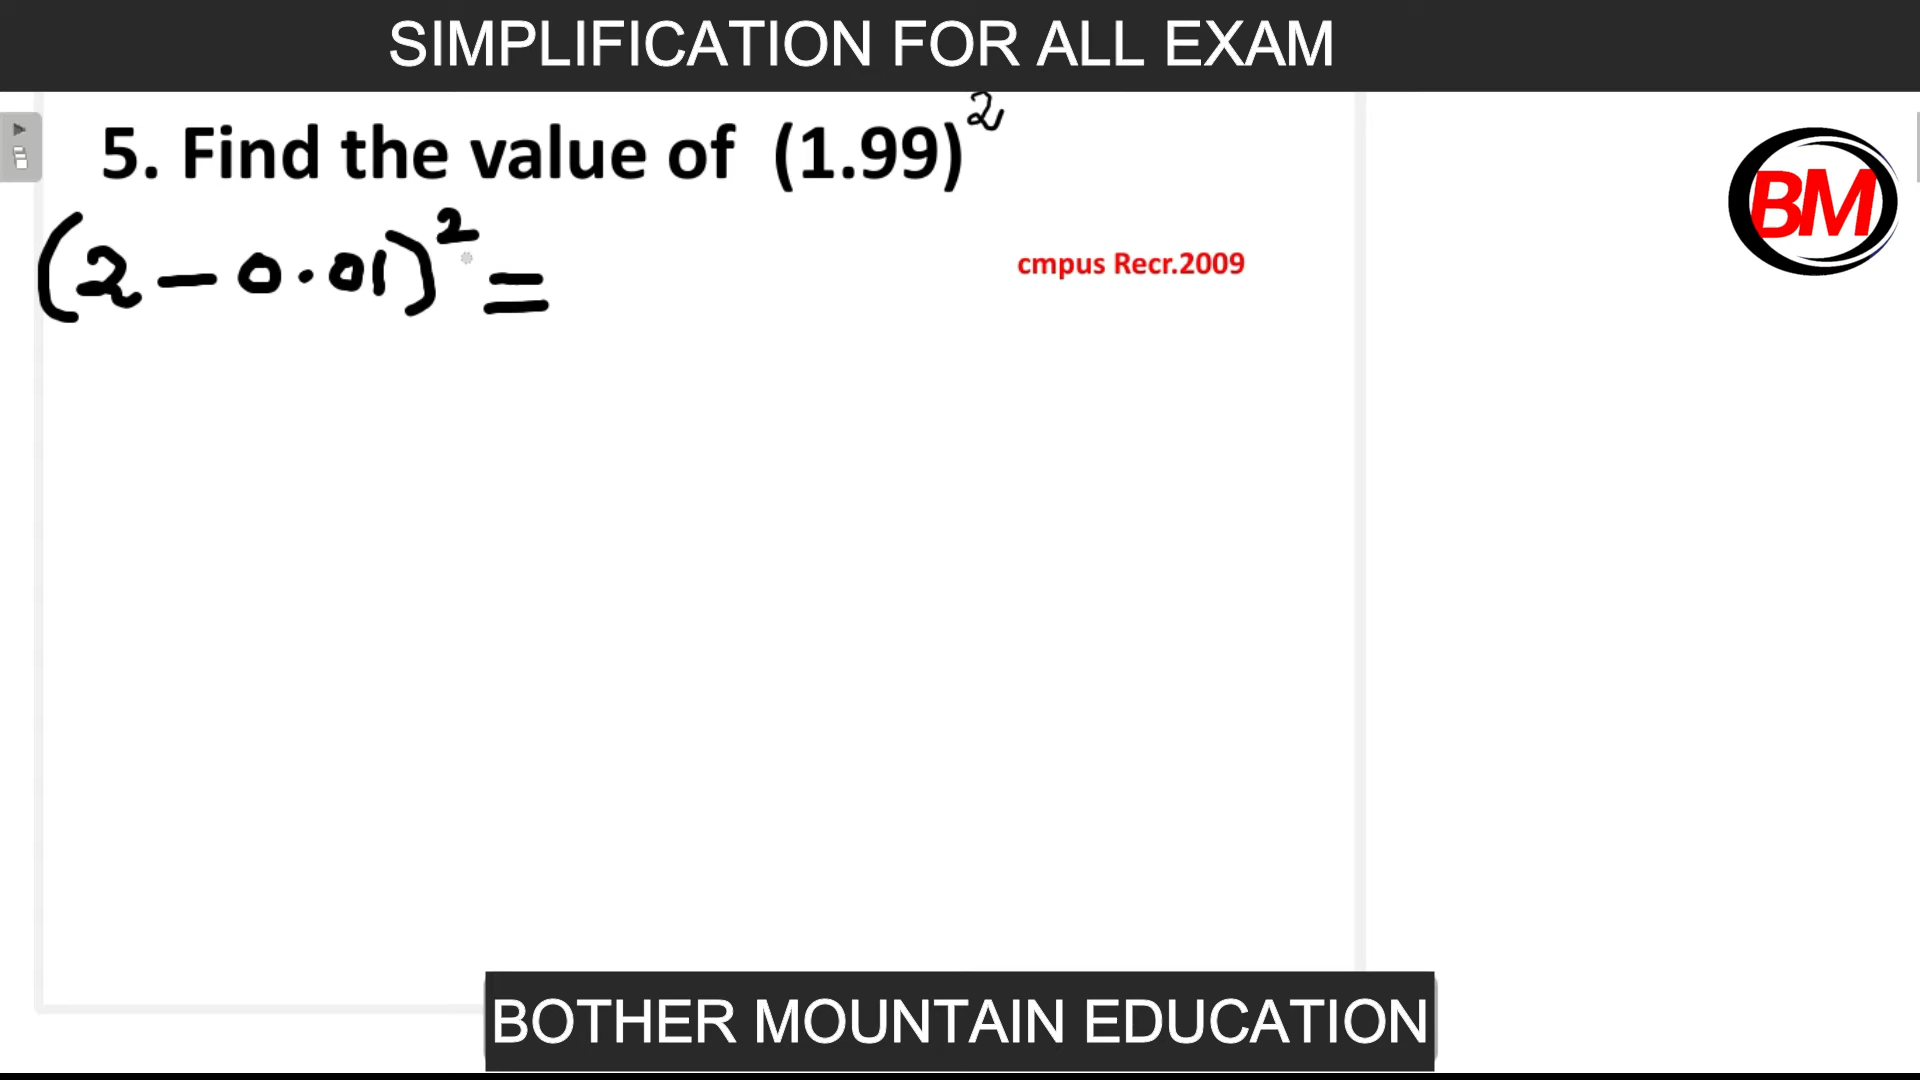 SIMPLIFICATION FOR ALL EXAM
5. Find the value of (1.99)²
(2 - 0.01)² =
cmpus Recr.2009
BM
BOTHER MOUNTAIN EDUCATION